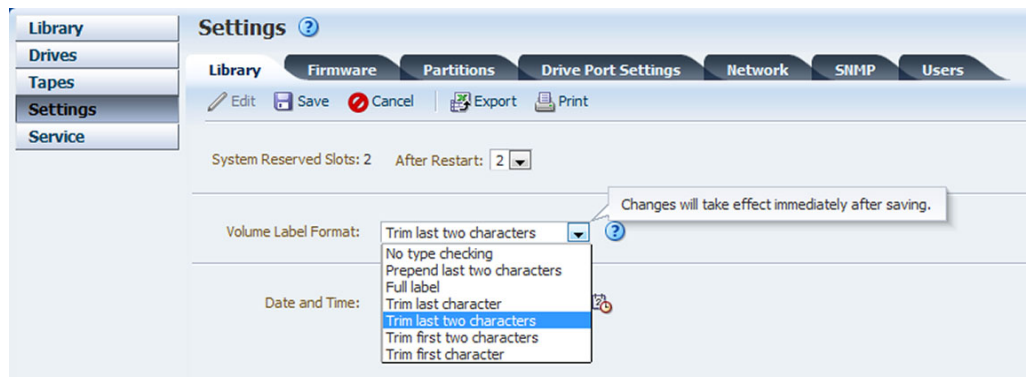 Library
Drives
Tapes
Settings
Service
Settings ?
Library Firmware Partitions Drive Port Settings Network SNMP Users
Edit Save Cancel Export Print
System Reserved Slots: 2 After Restart: 2
Changes will take effect immediately after saving.
Volume Label Format: Trim last two characters ?
No type checking
Prepend last two characters
Full label
Trim last character
Trim last two characters
Trim first two characters
Trim first character
Date and Time: